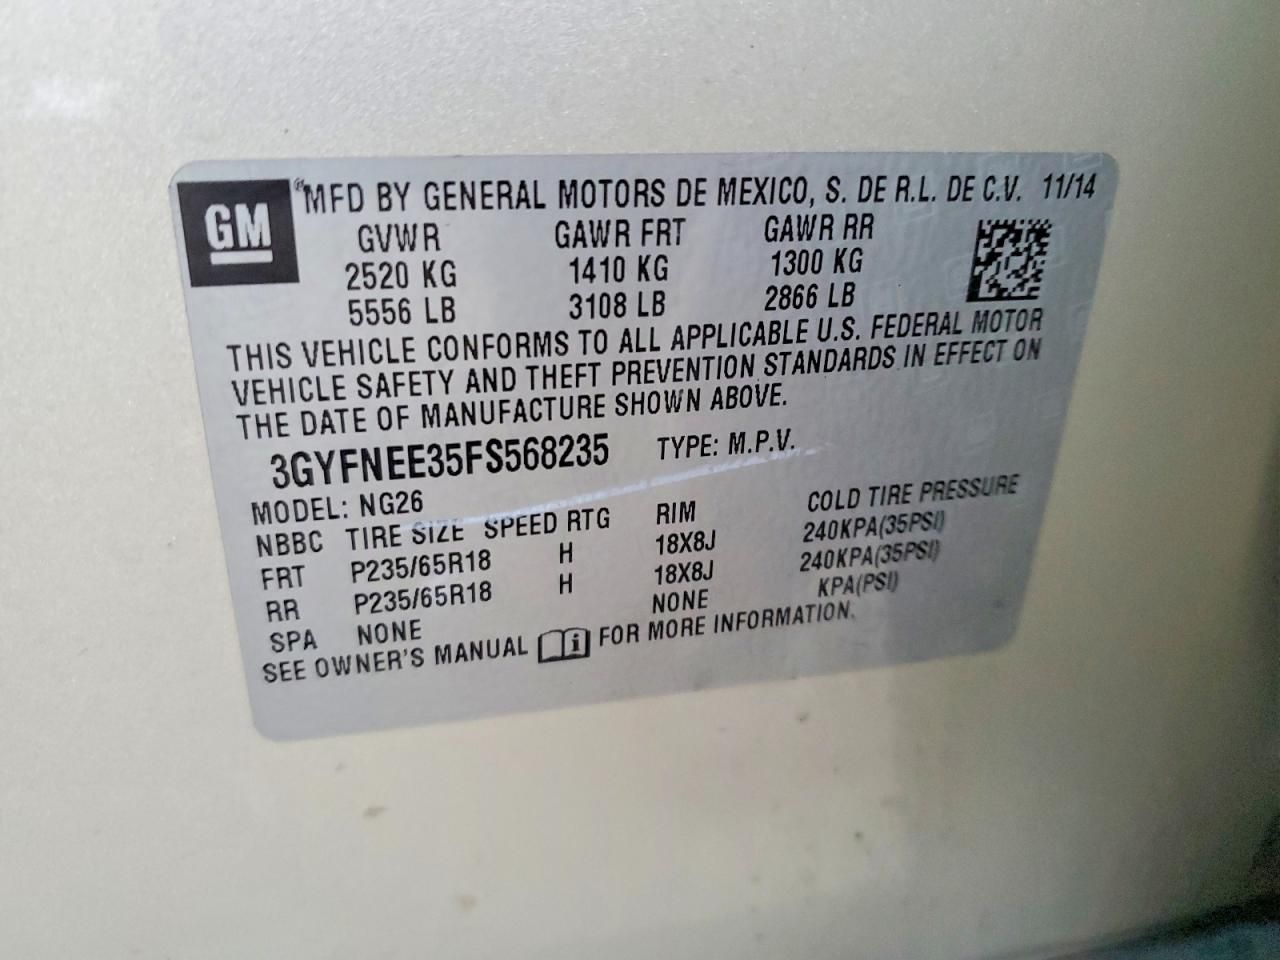 GM
®MFD BY GENERAL MOTORS DE MEXICO, S. DE R.L. DE C.V. 11/14
GVWR GAWR FRT GAWR RR
2520 KG 1410 KG 1300 KG
5556 LB 3108 LB 2866 LB
THIS VEHICLE CONFORMS TO ALL APPLICABLE U.S. FEDERAL MOTOR
VEHICLE SAFETY AND THEFT PREVENTION STANDARDS IN EFFECT ON
THE DATE OF MANUFACTURE SHOWN ABOVE.
3GYFNEE35FS568235 TYPE: M.P.V.
MODEL: NG26
NBBC TIRE SIZE SPEED RTG RIM COLD TIRE PRESSURE
FRT P235/65R18 H 18X8J 240KPA(35PSI)
RR P235/65R18 H 18X8J 240KPA(35PSI)
SPA NONE NONE KPA(PSI)
SEE OWNER'S MANUAL i FOR MORE INFORMATION.